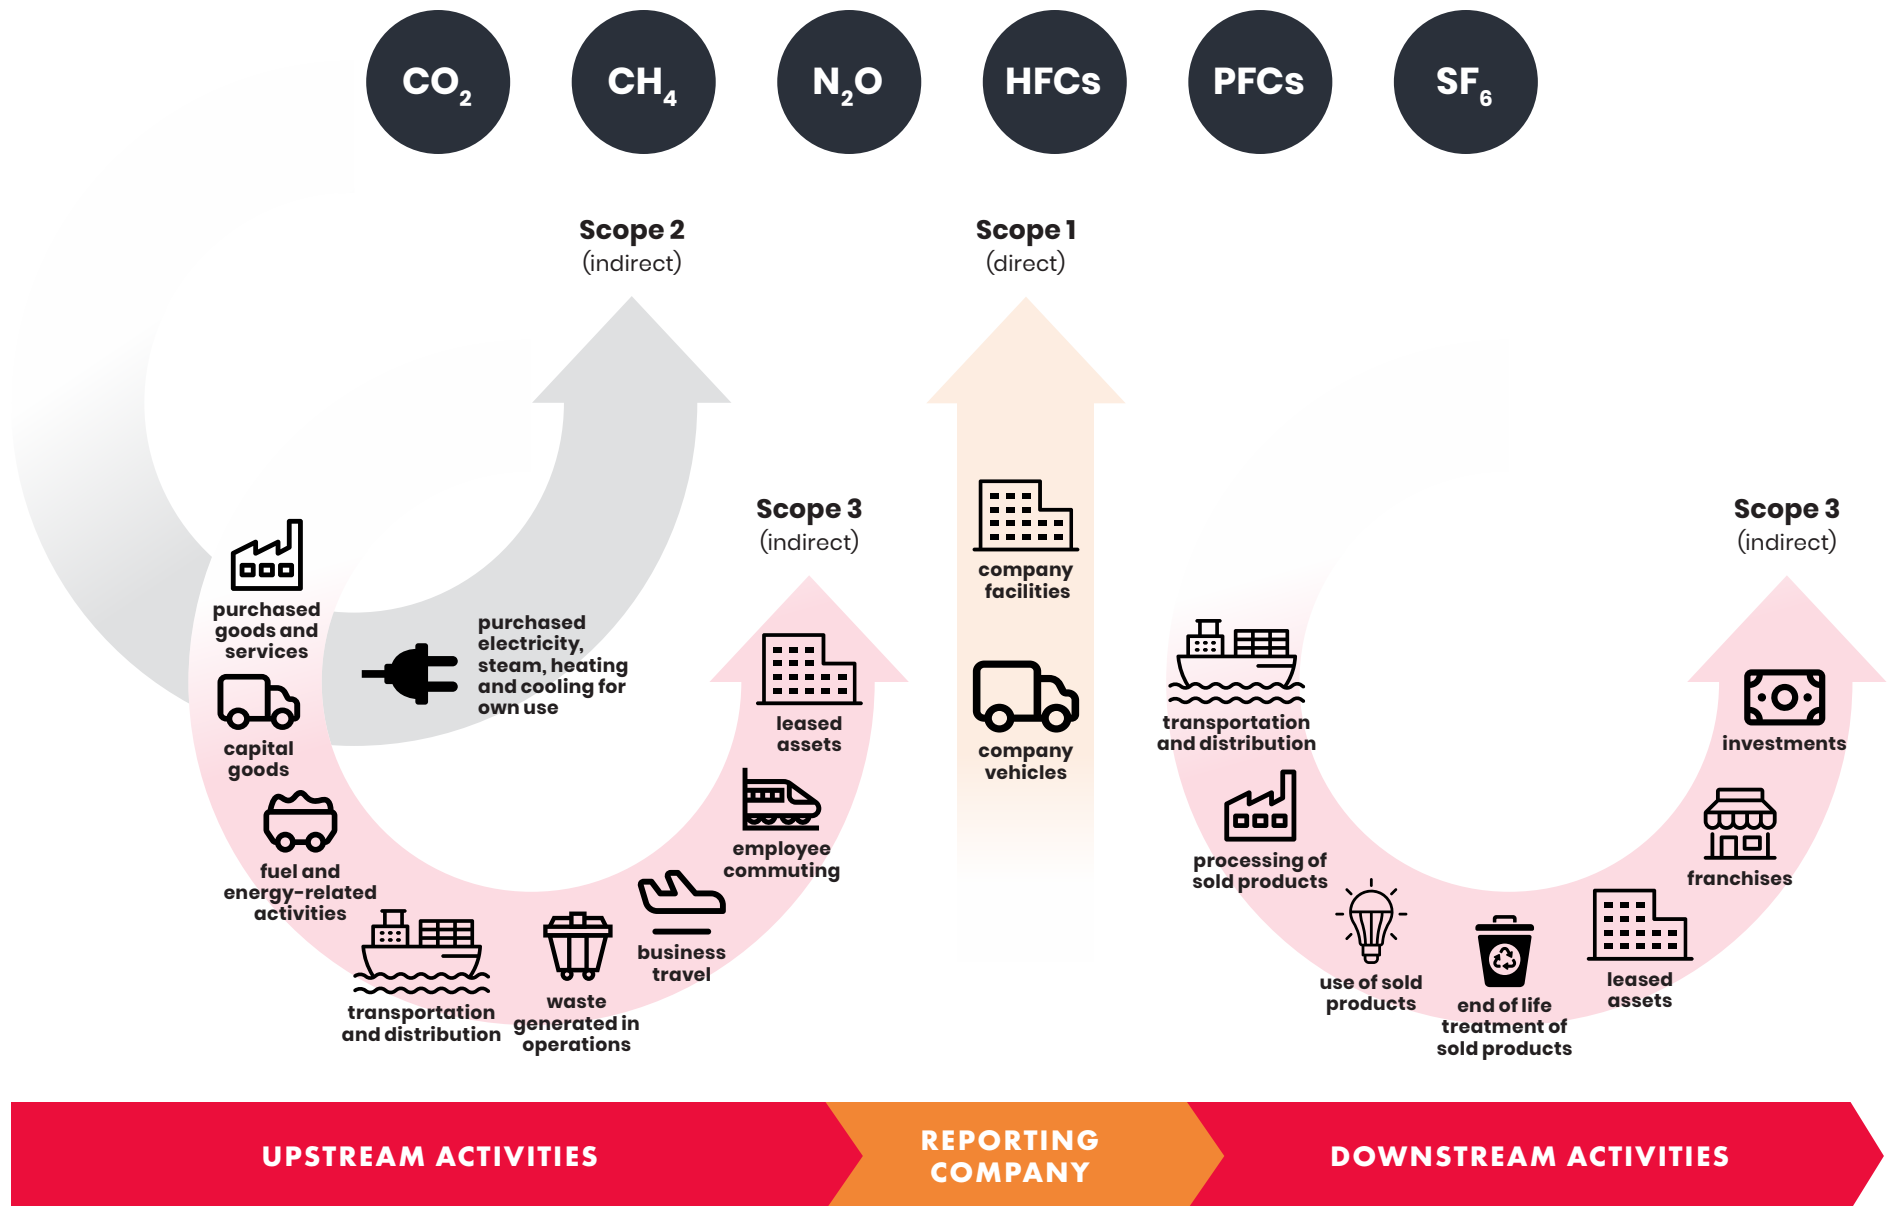 CO2
CH4
N2O
HFCs
PFCs
SF6
Scope 2
(indirect)
Scope 1
(direct)
Scope 3
(indirect)
Scope 3
(indirect)
purchased
goods and
services
capital
goods
fuel and
energy-related
activities
transportation
and distribution
waste
generated in
operations
business
travel
employee
commuting
leased
assets
purchased
electricity,
steam, heating
and cooling for
own use
company
facilities
company
vehicles
transportation
and distribution
processing of
sold products
use of sold
products
end of life
treatment of
sold products
leased
assets
franchises
investments
UPSTREAM ACTIVITIES
REPORTING
COMPANY
DOWNSTREAM ACTIVITIES